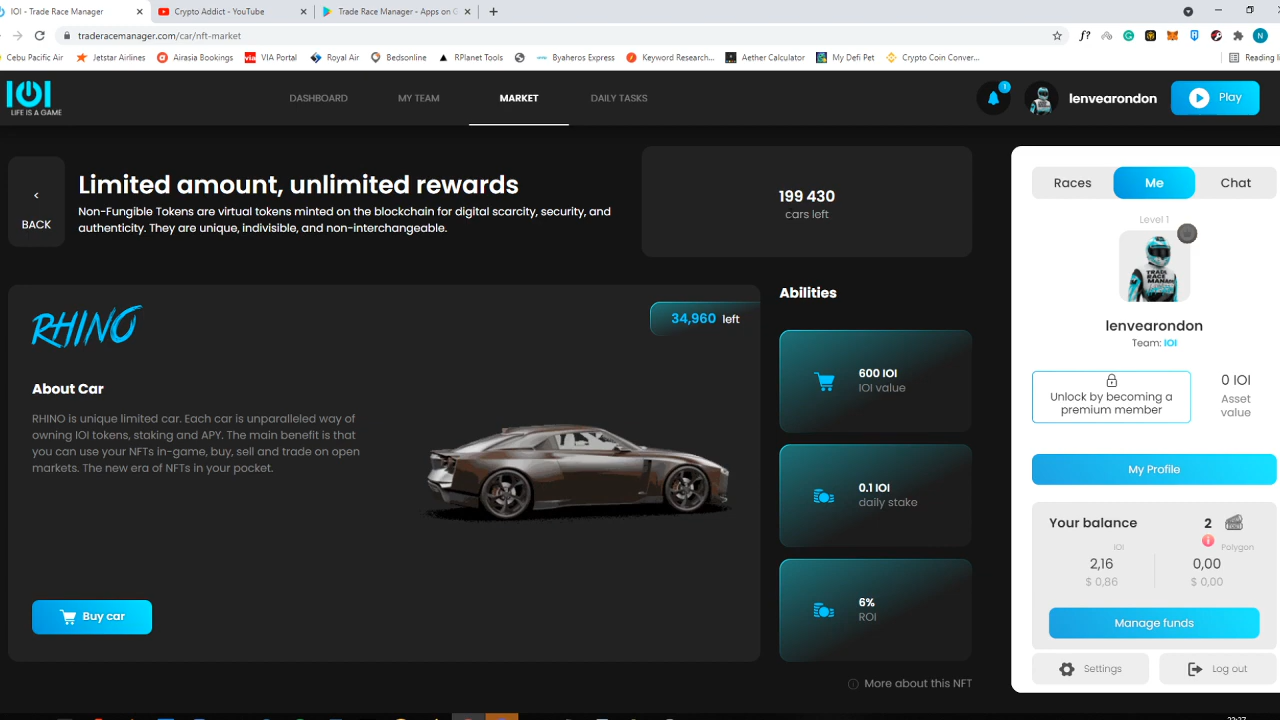 IOI - Trade Race Manager
Crypto Addict - YouTube
Trade Race Manager - Apps on G
traderacemanager.com/car/nft-market
f?
N
Cebu Pacific Air
Jetstar Airlines
Airasia Bookings
via
VIA Portal
Royal Air
Bedsonline
RPlanet Tools
Byaheros Express
Keyword Research...
Aether Calculator
My Defi Pet
Crypto Coin Conver...
Reading li
IOI
LIFE IS A GAME
DASHBOARD
MY TEAM
MARKET
DAILY TASKS
1
lenvearondon
Play
<
BACK
Limited amount, unlimited rewards
Non-Fungible Tokens are virtual tokens minted on the blockchain for digital scarcity, security, and
authenticity. They are unique, indivisible, and non-interchangeable.
199 430
cars left
RHINO
34,960 left
About Car
RHINO is unique limited car. Each car is unparalleled way of
owning IOI tokens, staking and APY. The main benefit is that
you can use your NFTs in-game, buy, sell and trade on open
markets. The new era of NFTs in your pocket.
Buy car
Abilities
600 IOI
IOI value
0.1 IOI
daily stake
6%
ROI
More about this NFT
Races
Me
Chat
Level 1
TRADE
RACE
MANAGER
lenvearondon
Team: IOI
Unlock by becoming a
premium member
0 IOI
Asset
value
My Profile
Your balance
2
IOI
2,16
$ 0,86
Polygon
0,00
$ 0,00
Manage funds
Settings
Log out